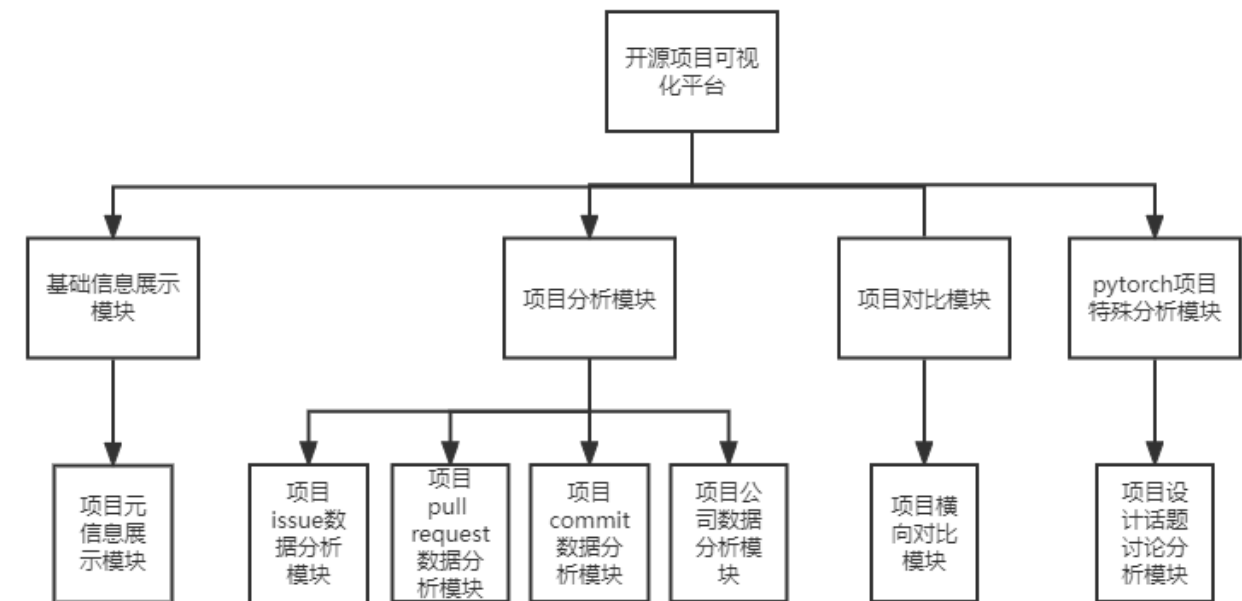 开源项目可视
化平台
基础信息展示
模块
项目分析模块
项目对比模块
pytorch项目
特殊分析模块
项目元
信息展
示模块
项目
issue数
据分析
模块
项目
pull
request
数据分
析模块
项目
commit
数据分
析模块
项目公
司数据
分析模
块
项目横
向对比
模块
项目设
计话题
讨论分
析模块